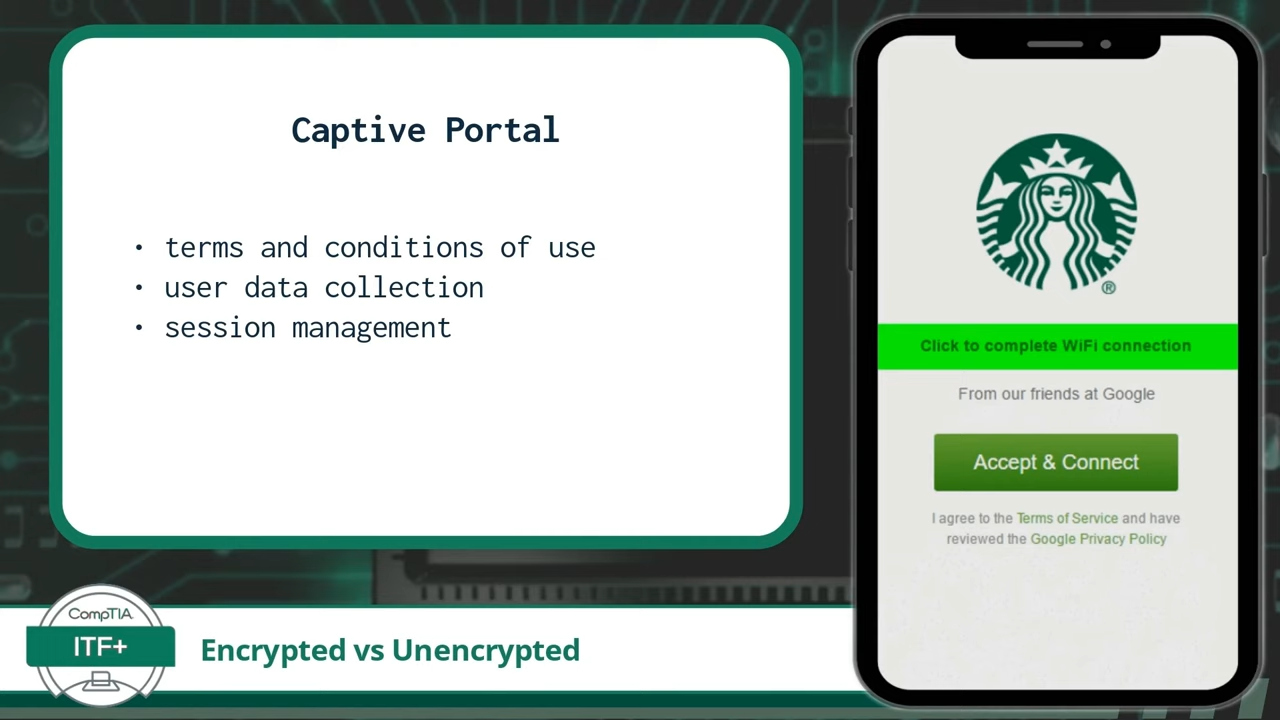 Captive Portal
• terms and conditions of use
• user data collection
• session management
®
Click to complete WiFi connection
From our friends at Google
Accept & Connect
I agree to the Terms of Service and have
reviewed the Google Privacy Policy
CompTIA.
ITF+
Encrypted vs Unencrypted